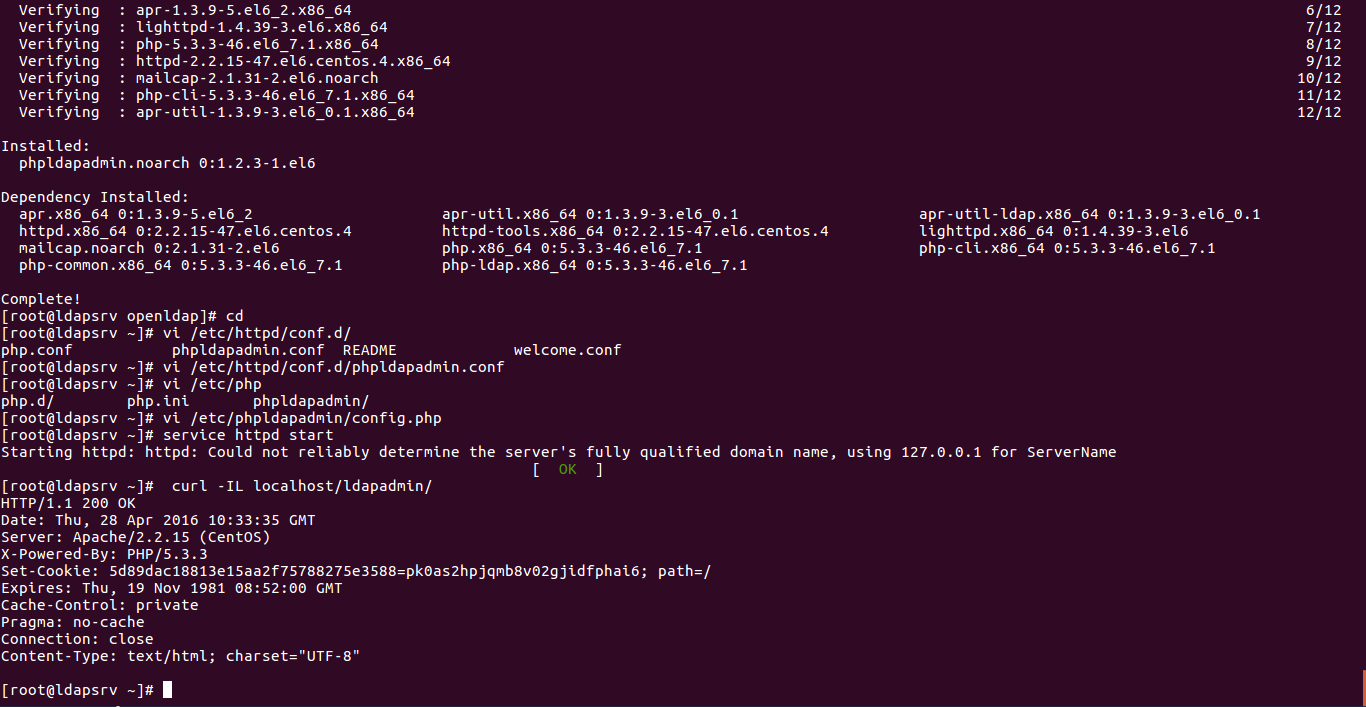 Verifying : apr-1.3.9-5.el6_2.x86_64 6/12
Verifying : lighttpd-1.4.39-3.el6.x86_64 7/12
Verifying : php-5.3.3-46.el6_7.1.x86_64 8/12
Verifying : httpd-2.2.15-47.el6.centos.4.x86_64 9/12
Verifying : mailcap-2.1.31-2.el6.noarch 10/12
Verifying : php-cli-5.3.3-46.el6_7.1.x86_64 11/12
Verifying : apr-util-1.3.9-3.el6_0.1.x86_64 12/12
Installed:
phpldapadmin.noarch 0:1.2.3-1.el6
Dependency Installed:
apr.x86_64 0:1.3.9-5.el6_2 apr-util.x86_64 0:1.3.9-3.el6_0.1 apr-util-ldap.x86_64 0:1.3.9-3.el6_0.1
httpd.x86_64 0:2.2.15-47.el6.centos.4 httpd-tools.x86_64 0:2.2.15-47.el6.centos.4 lighttpd.x86_64 0:1.4.39-3.el6
mailcap.noarch 0:2.1.31-2.el6 php.x86_64 0:5.3.3-46.el6_7.1 php-cli.x86_64 0:5.3.3-46.el6_7.1
php-common.x86_64 0:5.3.3-46.el6_7.1 php-ldap.x86_64 0:5.3.3-46.el6_7.1
Complete!
[root@ldapsrv openldap]# cd
[root@ldapsrv ~]# vi /etc/httpd/conf.d/
php.conf phpldapadmin.conf README welcome.conf
[root@ldapsrv ~]# vi /etc/httpd/conf.d/phpldapadmin.conf
[root@ldapsrv ~]# vi /etc/php
php.d/ php.ini phpldapadmin/
[root@ldapsrv ~]# vi /etc/phpldapadmin/config.php
[root@ldapsrv ~]# service httpd start
Starting httpd: httpd: Could not reliably determine the server's fully qualified domain name, using 127.0.0.1 for ServerName
[ OK ]
[root@ldapsrv ~]# curl -IL localhost/ldapadmin/
HTTP/1.1 200 OK
Date: Thu, 28 Apr 2016 10:33:35 GMT
Server: Apache/2.2.15 (CentOS)
X-Powered-By: PHP/5.3.3
Set-Cookie: 5d89dac18813e15aa2f75788275e3588=pk0as2hpjqmb8v02gjidfphai6; path=/
Expires: Thu, 19 Nov 1981 08:52:00 GMT
Cache-Control: private
Pragma: no-cache
Connection: close
Content-Type: text/html; charset="UTF-8"
[root@ldapsrv ~]#